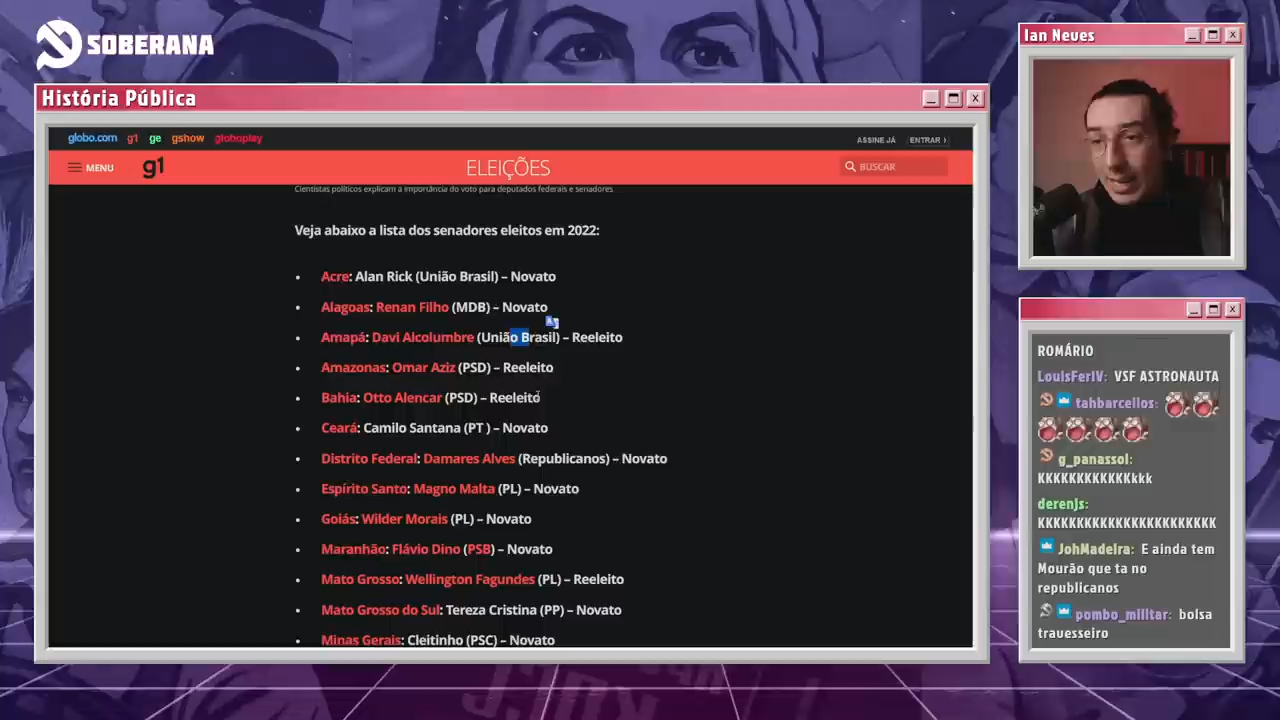 SOBERANA
Ian Neves
História Pública
globo.com g1 ge gshow globoplay
ASSINE JÁ ENTRAR ›
MENU g1 ELEIÇÕES BUSCAR
Cientistas políticos explicam a importância do voto para deputados federais e senadores
Veja abaixo a lista dos senadores eleitos em 2022:
• Acre: Alan Rick (União Brasil) – Novato
• Alagoas: Renan Filho (MDB) – Novato
• Amapá: Davi Alcolumbre (União Brasil) – Reeleito
• Amazonas: Omar Aziz (PSD) – Reeleito
• Bahia: Otto Alencar (PSD) – Reeleito
• Ceará: Camilo Santana (PT ) – Novato
• Distrito Federal: Damares Alves (Republicanos) – Novato
• Espírito Santo: Magno Malta (PL) – Novato
• Goiás: Wilder Morais (PL) – Novato
• Maranhão: Flávio Dino (PSB) – Novato
• Mato Grosso: Wellington Fagundes (PL) – Reeleito
• Mato Grosso do Sul: Tereza Cristina (PP) – Novato
• Minas Gerais: Cleitinho (PSC) – Novato
ROMÁRIO
LouisFerIV: VSF ASTRONAUTA
tahbarcellos:
g_panassol:
KKKKKKKKKKKKkkk
derenjs:
KKKKKKKKKKKKKKKKKKKKKKK
JohMadeira: E ainda tem
Mourão que ta no
republicanos
pombo_militar: bolsa
travesseiro